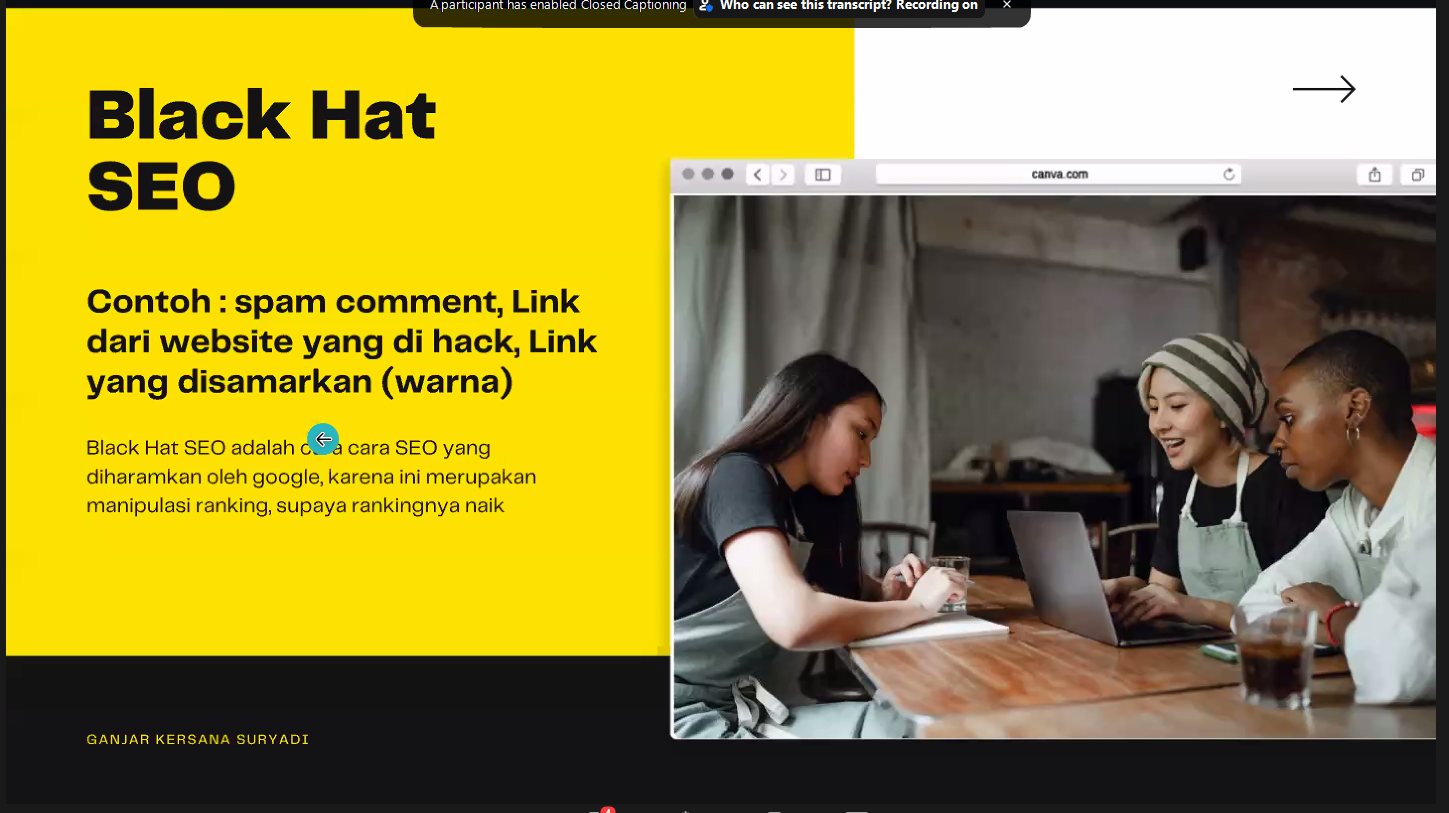 A participant has enabled Closed Captioning Who can see this transcript? Recording on
Black Hat
SEO
canva.com
Contoh : spam comment, Link
dari website yang di hack, Link
yang disamarkan (warna)
Black Hat SEO adalah cara cara SEO yang
diharamkan oleh google, karena ini merupakan
manipulasi ranking, supaya rankingnya naik
GANJAR KERSANA SURYADI
4